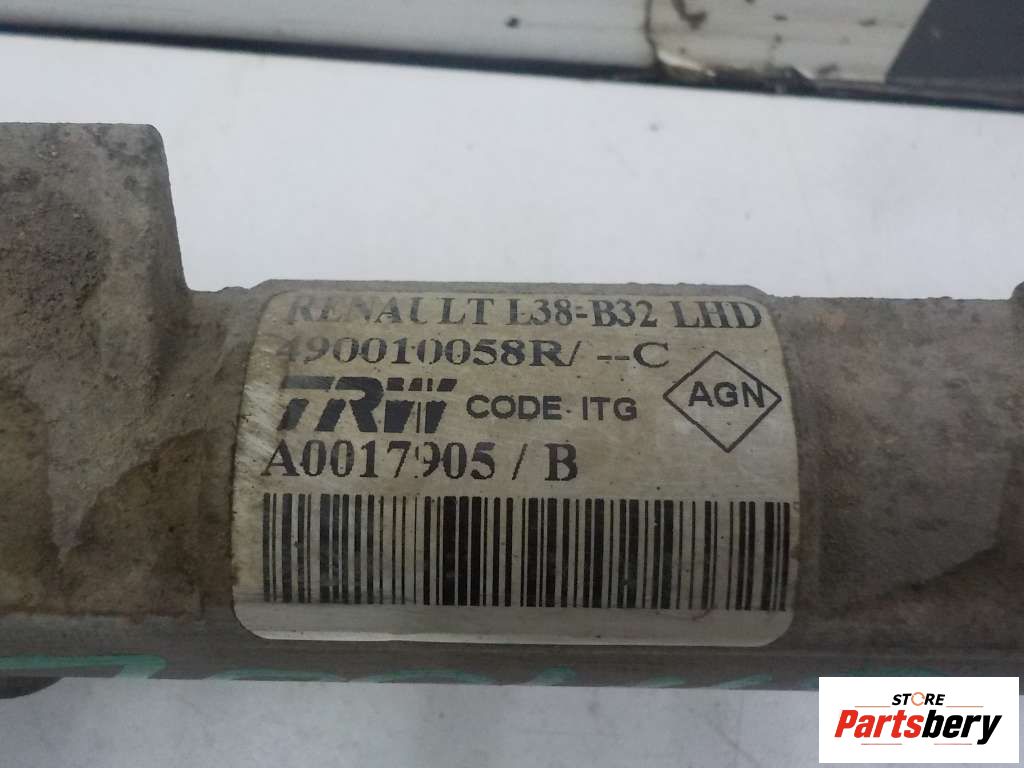 RENAULT L38-B32 LHD
490010058R/ --C
TRW CODE ITG
AGN
A0017905 / B
STORE
Partsbery